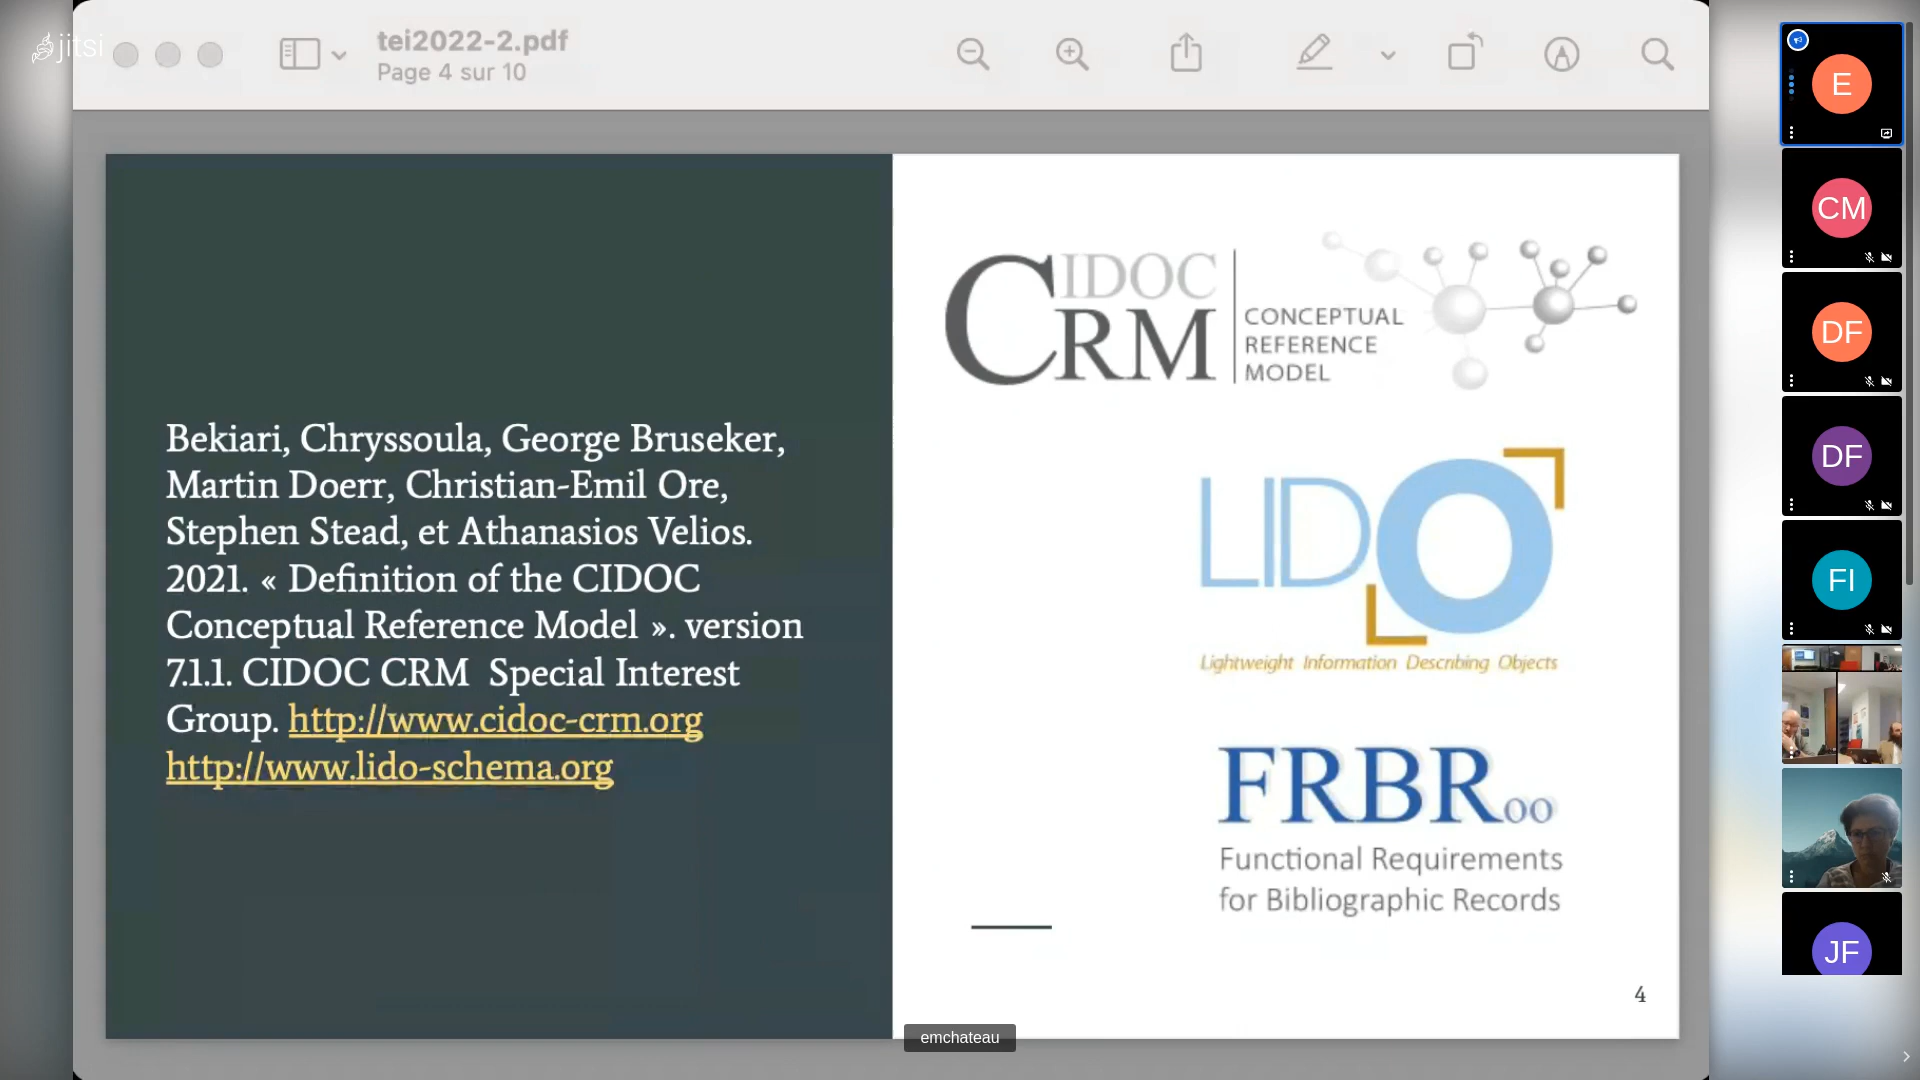 jitsi
tei2022-2.pdf
Page 4 sur 10
Bekiari, Chryssoula, George Bruseker,
Martin Doerr, Christian-Emil Ore,
Stephen Stead, et Athanasios Velios.
2021. « Definition of the CIDOC
Conceptual Reference Model ». version
7.1.1. CIDOC CRM Special Interest
Group. http://www.cidoc-crm.org
http://www.lido-schema.org
CIDOC
CRM
CONCEPTUAL
REFERENCE
MODEL
LIDO
Lightweight Information Describing Objects
FRBRoo
Functional Requirements
for Bibliographic Records
4
emchateau
E
CM
DF
DF
FI
JF